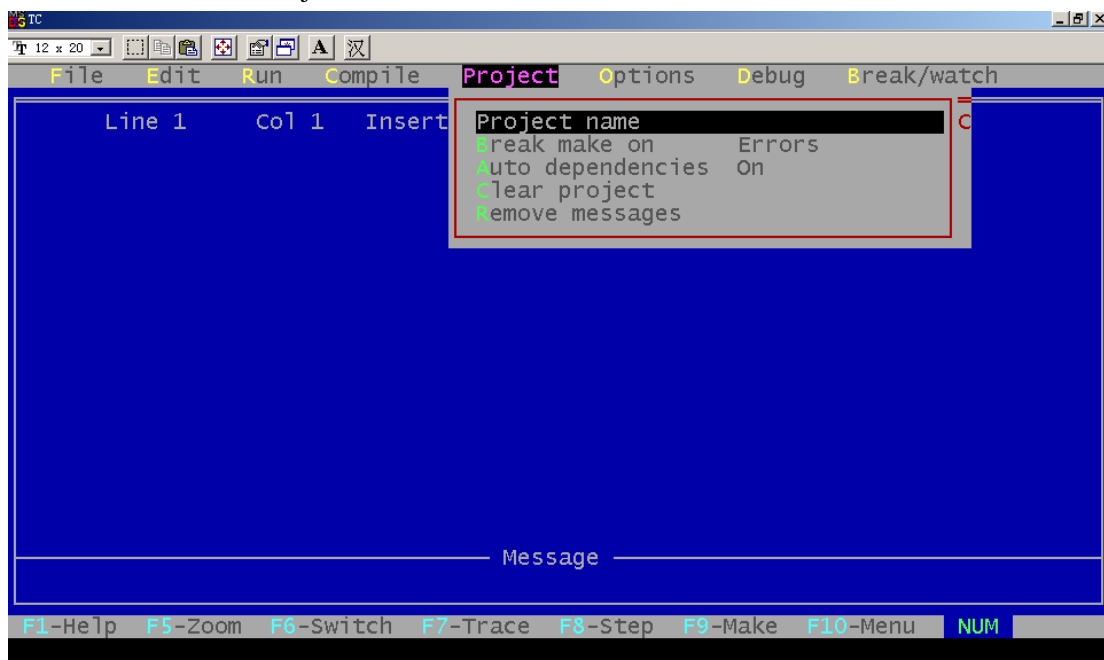 TC
12 x 20 A 汉
File Edit Run Compile Project Options Debug Break/watch
Line 1 Col 1 Insert C
Project name
Break make on Errors
Auto dependencies On
Clear project
Remove messages
Message
F1-Help F5-Zoom F6-Switch F7-Trace F8-Step F9-Make F10-Menu NUM